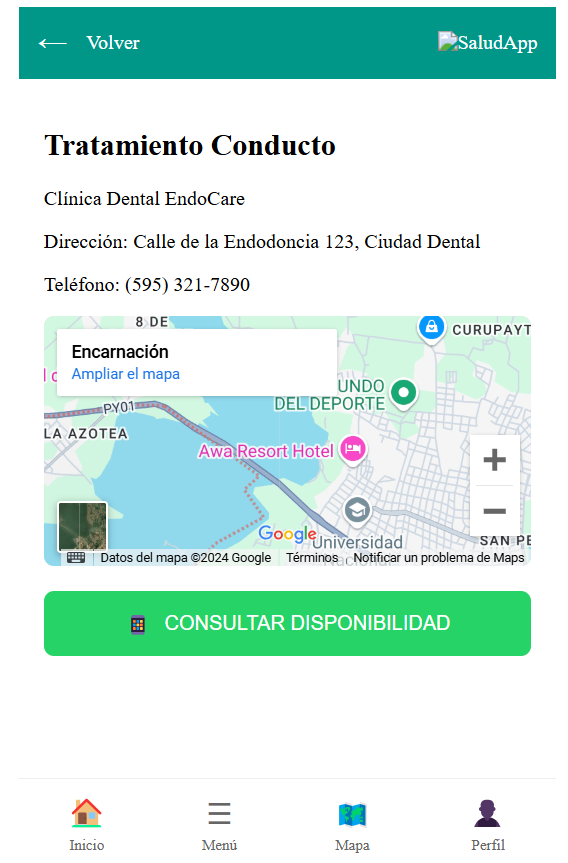 Volver
SaludApp
Tratamiento Conducto
Clínica Dental EndoCare
Dirección: Calle de la Endodoncia 123, Ciudad Dental
Teléfono: (595) 321-7890
8 DE
CURUPAYT
Encarnación
Ampliar el mapa
UNDO
DEL DEPORTE
PY01
LA AZOTEA
Awa Resort Hotel
Google
Universidad
SAN PE
Datos del mapa ©2024 Google
Términos
Notificar un problema de Maps
CONSULTAR DISPONIBILIDAD
Inicio
Menú
Mapa
Perfil